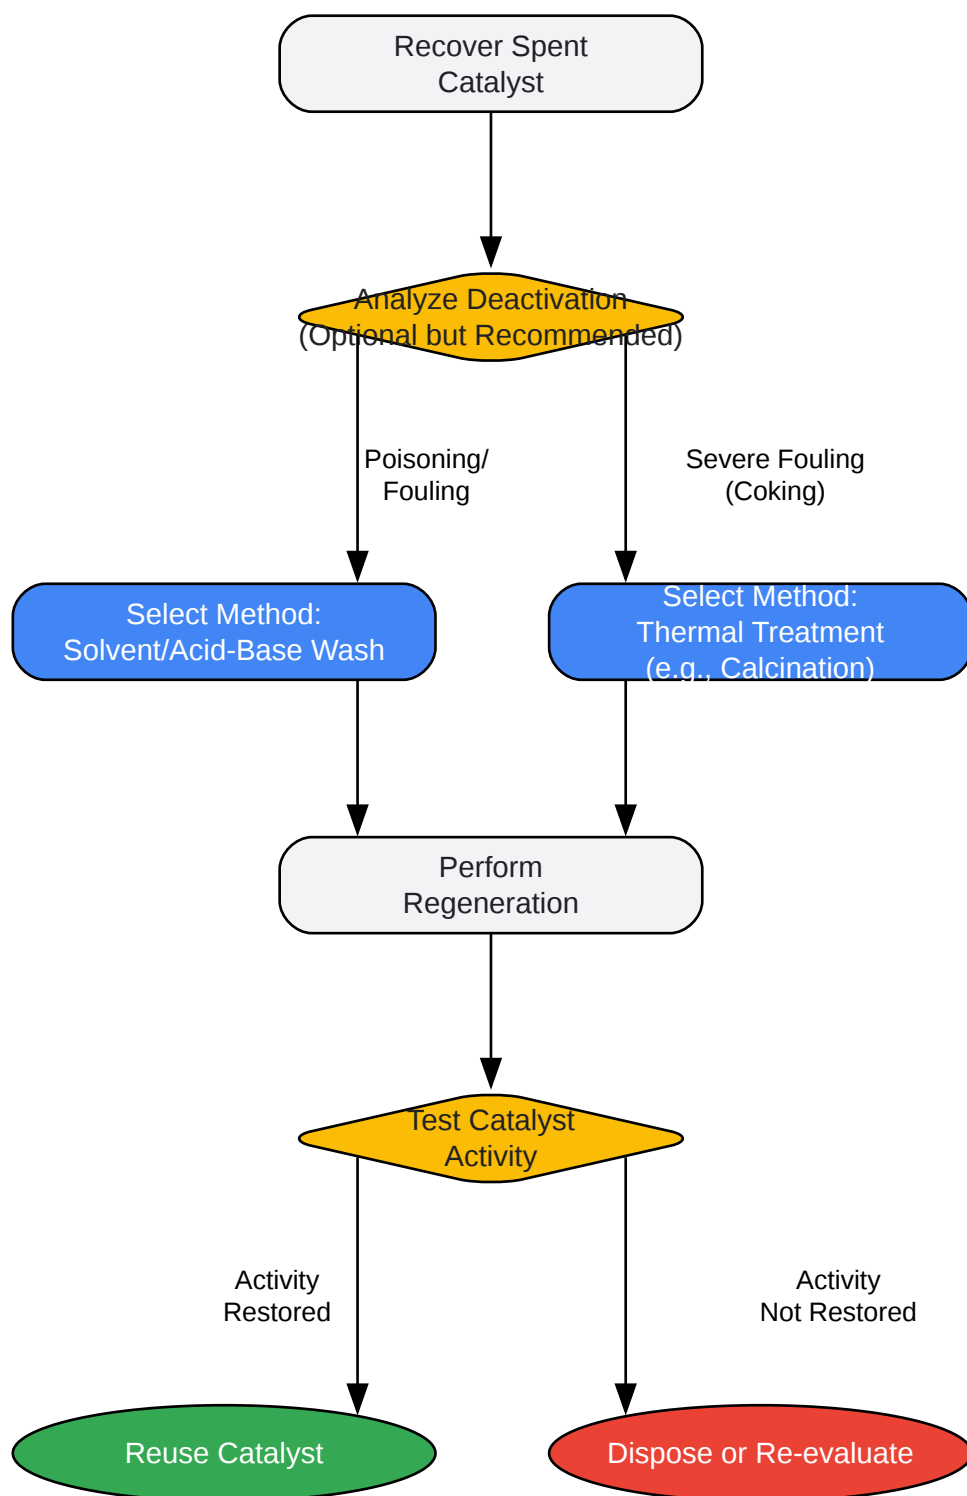 Recover Spent
Catalyst
Analyze Deactivation
(Optional but Recommended)
Poisoning/
Fouling
Severe Fouling
(Coking)
Select Method:
Solvent/Acid-Base Wash
Select Method:
Thermal Treatment
(e.g., Calcination)
Perform
Regeneration
Test Catalyst
Activity
Activity
Restored
Activity
Not Restored
Reuse Catalyst
Dispose or Re-evaluate